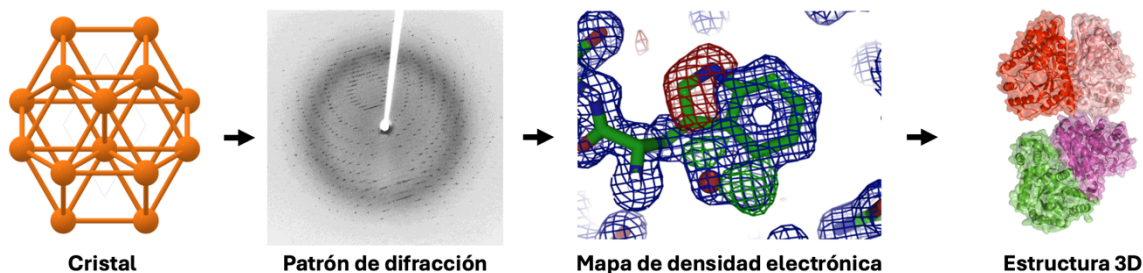 Cristal
Patrón de difracción
Mapa de densidad electrónica
Estructura 3D